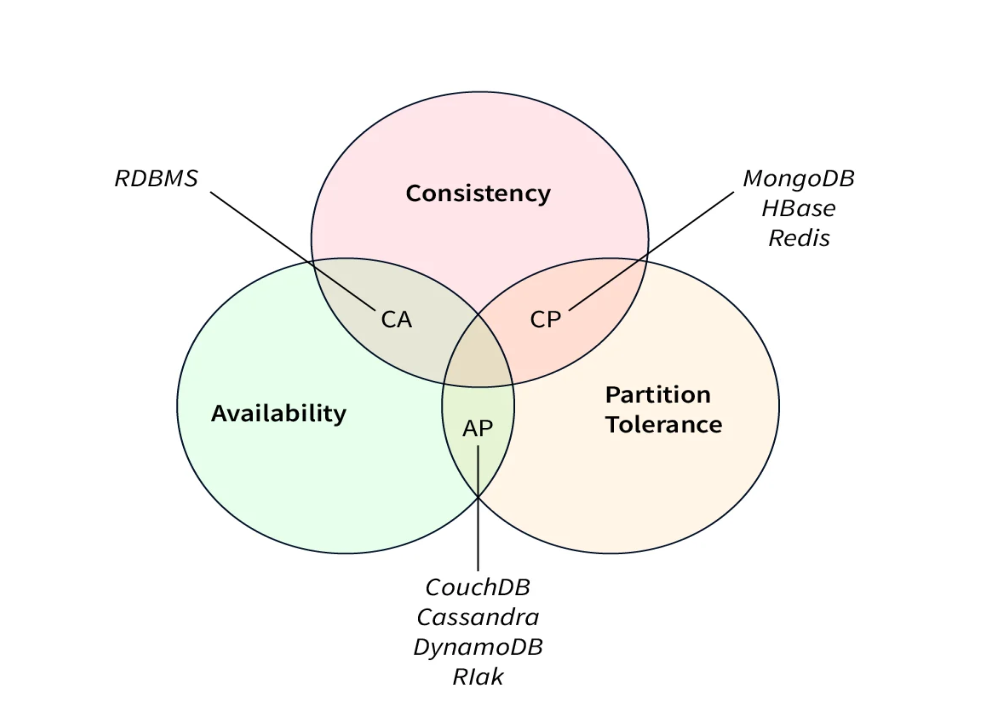 RDBMS
Consistency
MongoDB
HBase
Redis
CA
CP
Availability
Partition
Tolerance
AP
CouchDB
Cassandra
DynamoDB
RIak